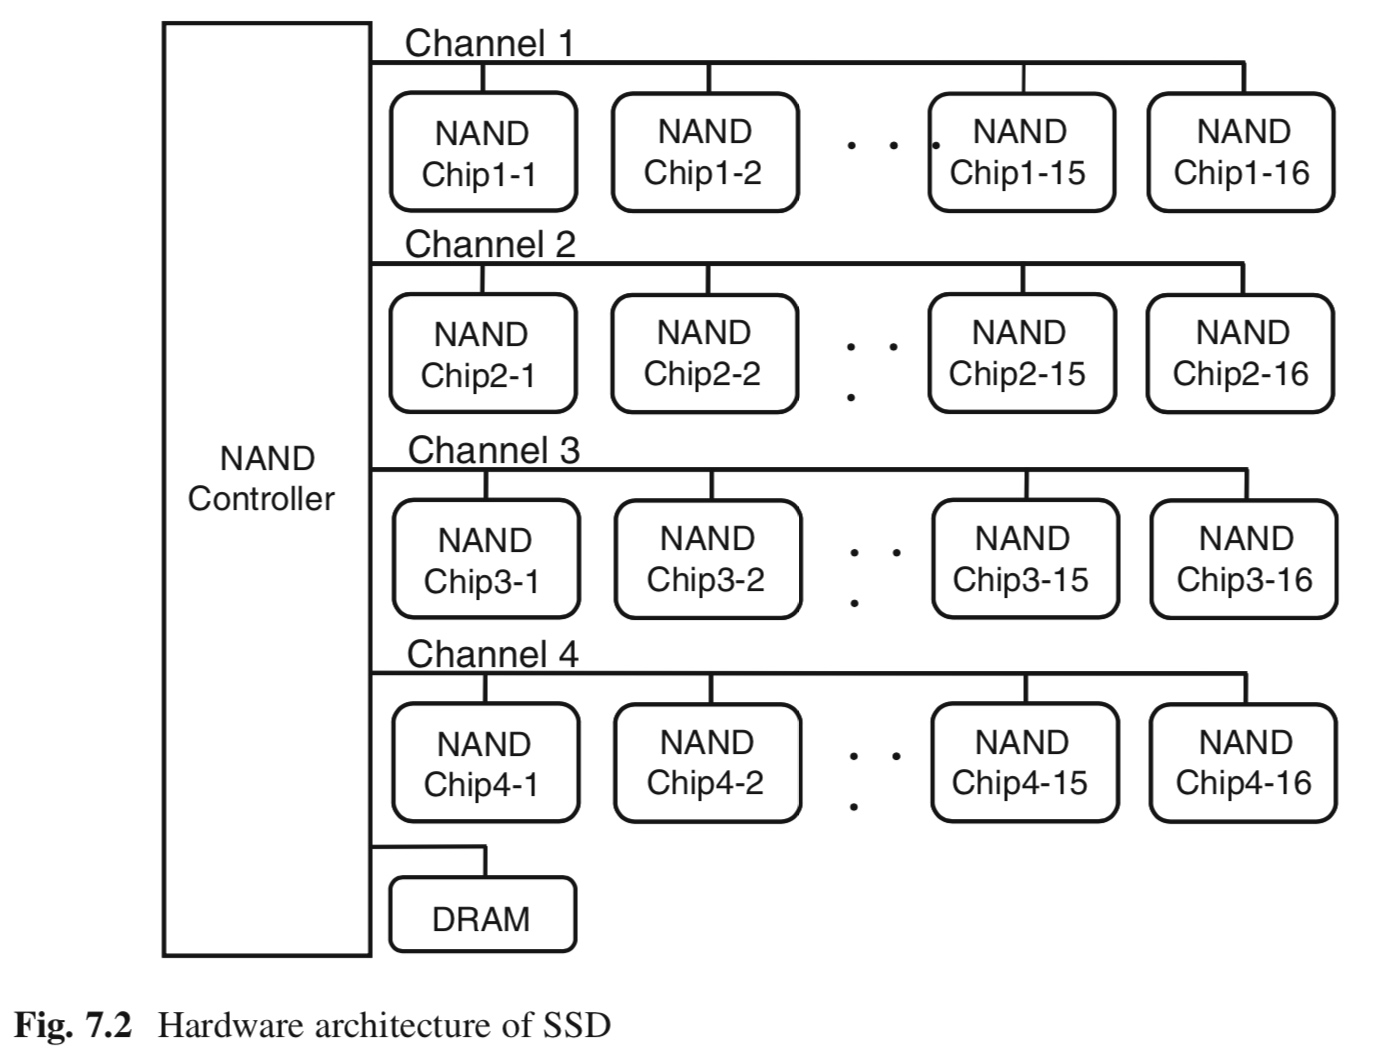 Channel 1
NAND
Chip1-1
NAND
Chip1-2
. . .
NAND
Chip1-15
NAND
Chip1-16
Channel 2
NAND
Chip2-1
NAND
Chip2-2
. .
.
NAND
Chip2-15
NAND
Chip2-16
NAND
Controller
Channel 3
NAND
Chip3-1
NAND
Chip3-2
. .
.
NAND
Chip3-15
NAND
Chip3-16
Channel 4
NAND
Chip4-1
NAND
Chip4-2
. .
.
NAND
Chip4-15
NAND
Chip4-16
DRAM
Fig. 7.2 Hardware architecture of SSD